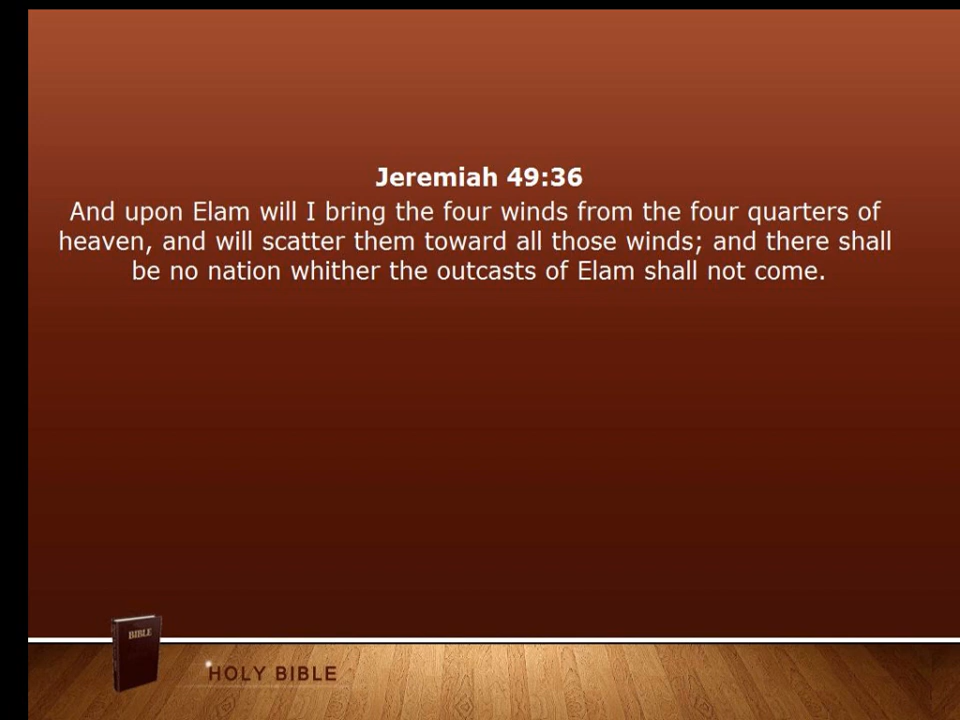 Jeremiah 49:36
And upon Elam will I bring the four winds from the four quarters of
heaven, and will scatter them toward all those winds; and there shall
be no nation whither the outcasts of Elam shall not come.
BIBLE
HOLY BIBLE